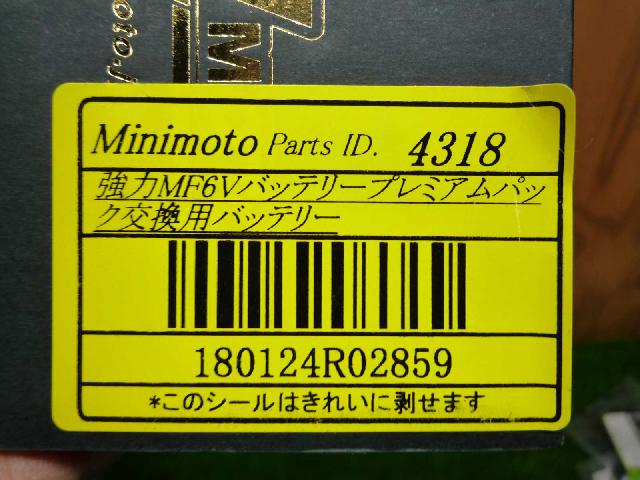 Minimoto Parts ID. 4318
強力MF6Vバッテリープレミアムパッ
ク交換用バッテリー
180124R02859
*このシールはきれいに剥せます